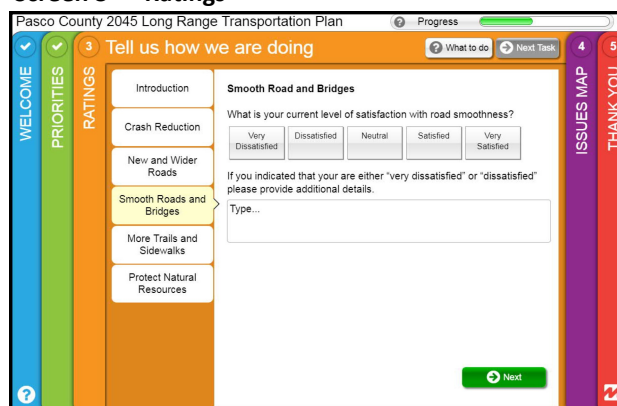 Screen 3 – Ratings
Pasco County 2045 Long Range Transportation Plan
? Progress
WELCOME
PRIORITIES
3
RATINGS
Tell us how we are doing
? What to do
Next Task
4
ISSUES MAP
5
THANK YOU
Introduction
Crash Reduction
New and Wider
Roads
Smooth Roads and
Bridges
More Trails and
Sidewalks
Protect Natural
Resources
Smooth Road and Bridges
What is your current level of satisfaction with road smoothness?
Very
Dissatisfied
Dissatisfied
Neutral
Satisfied
Very
Satisfied
If you indicated that your are either “very dissatisfied” or “dissatisfied”
please provide additional details.
Type...
Next
?